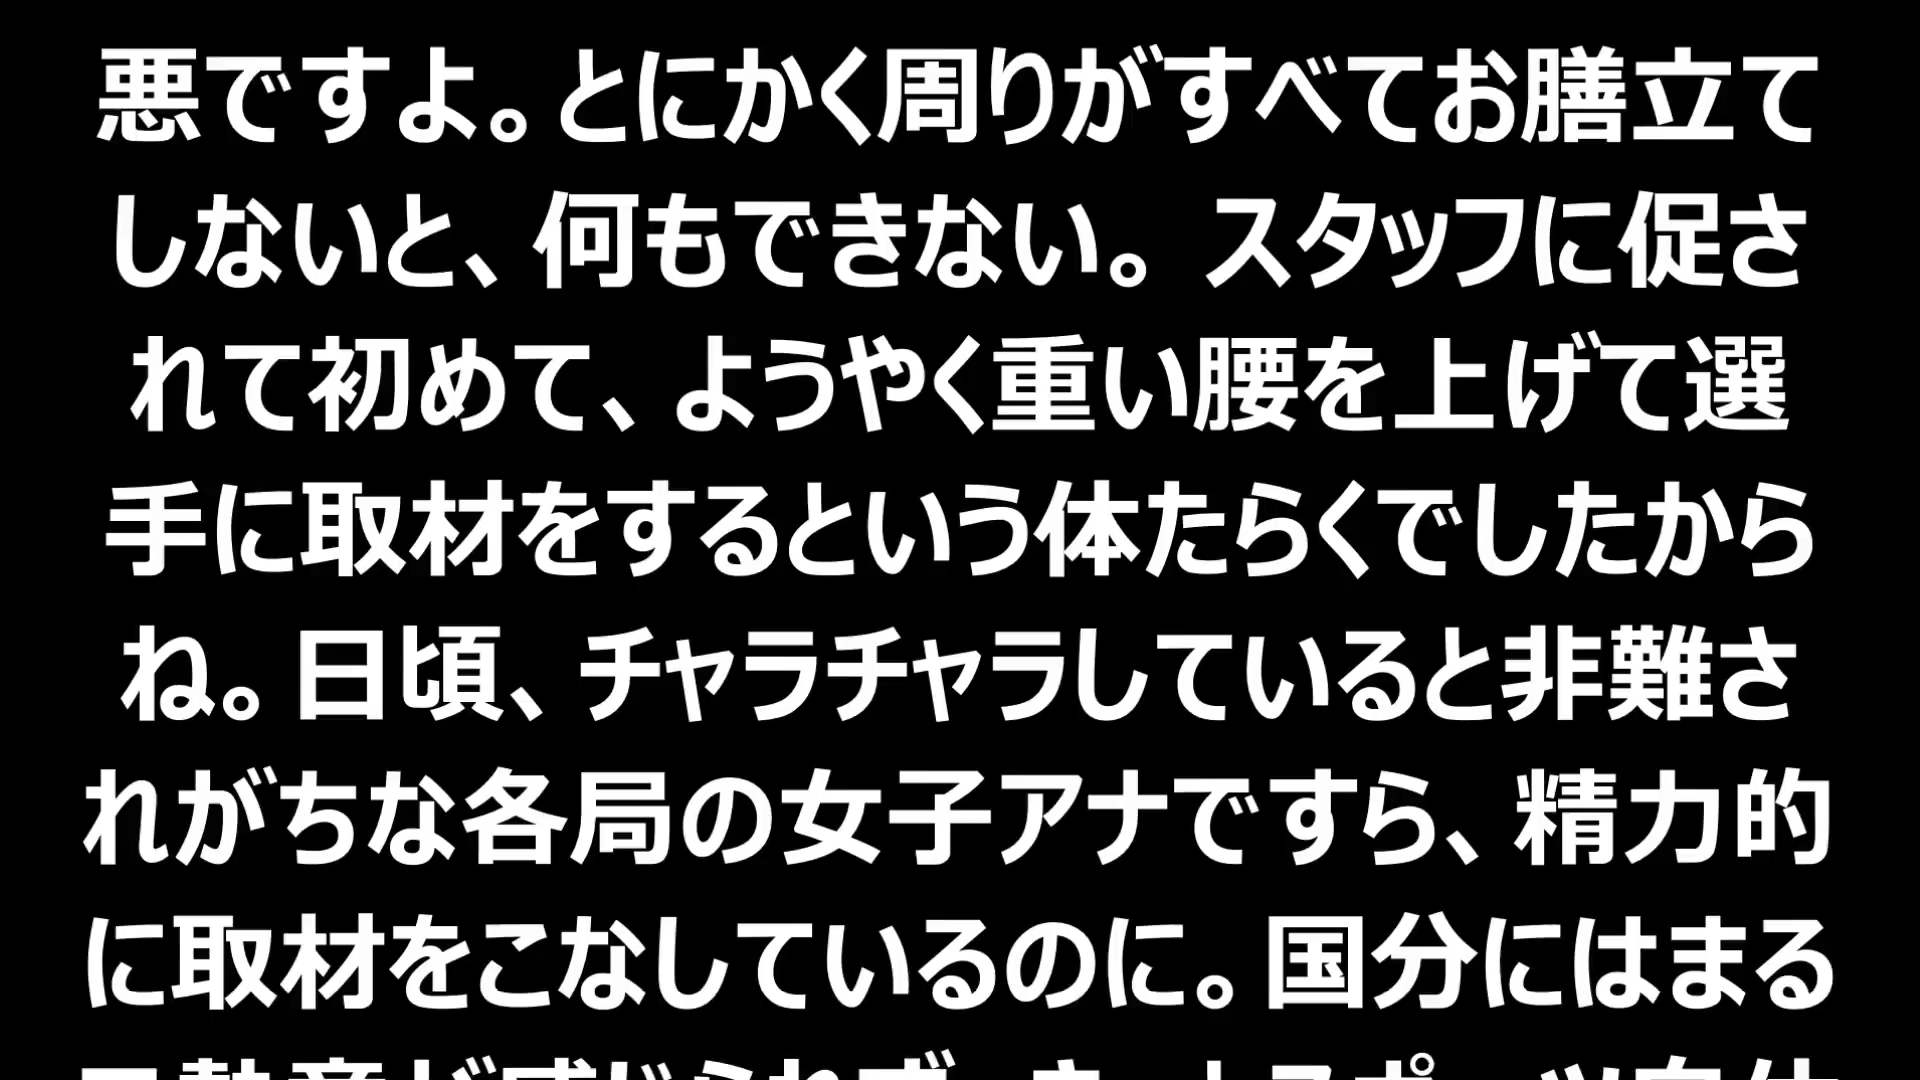 悪ですよ。とにかく周りがすべてお膳立て
しないと、何もできない。スタッフに促さ
れて初めて、ようやく重い腰を上げて選
手に取材をするという体たらくでしたから
ね。日頃、チャラチャラしていると非難さ
れがちな各局の女子アナですら、精力的
に取材をこなしているのに。国分にはまる